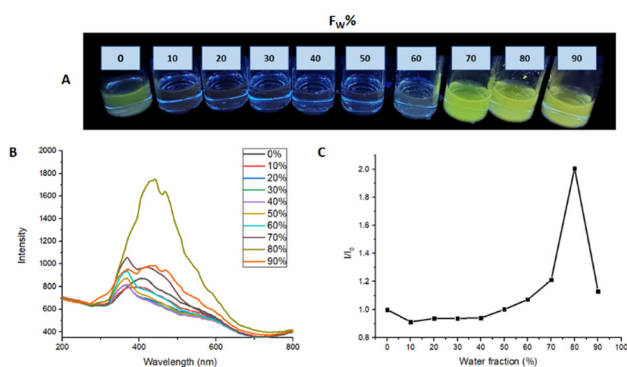 F_W%
0 10 20 30 40 50 60 70 80 90
A
B
1800
1600
1400
1200
1000
800
600
400
Intensity
200 300 400 500 600 700 800
Wavelength (nm)
0%
10%
20%
30%
40%
50%
60%
70%
80%
90%
C
2.0
1.8
1.6
1.4
1.2
1.0
0.8
I/I₀
0 10 20 30 40 50 60 70 80 90 100
Water fraction (%)